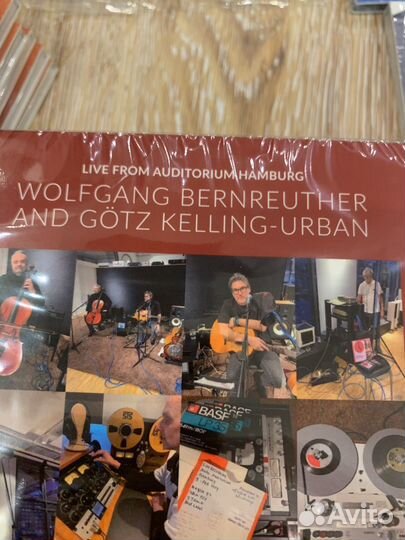 LIVE FROM AUDITORIUM HAMBURG
WOLFGANG BERNREUTHER
AND GÖTZ KELLING-URBAN
BASF
Avito